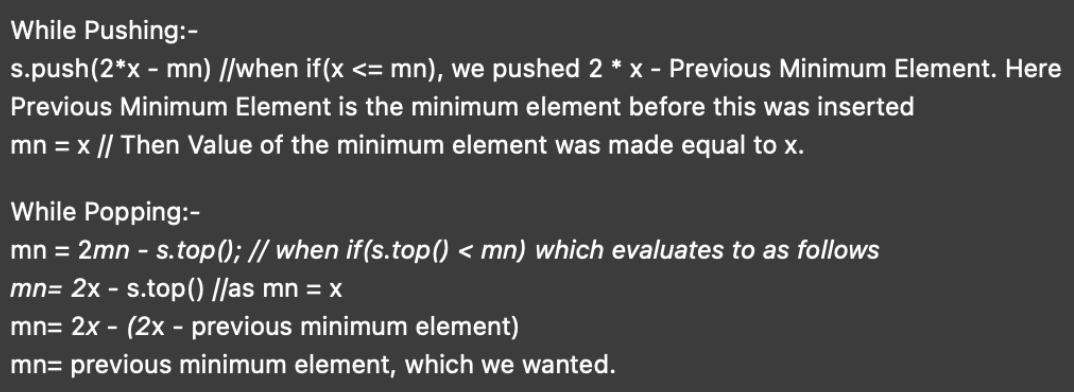 While Pushing:-
s.push(2*x - mn) //when if(x <= mn), we pushed 2 * x - Previous Minimum Element. Here
Previous Minimum Element is the minimum element before this was inserted
mn = x // Then Value of the minimum element was made equal to x.
While Popping:-
mn = 2mn - s.top(); // when if(s.top() < mn) which evaluates to as follows
mn= 2x - s.top() //as mn = x
mn= 2x - (2x - previous minimum element)
mn= previous minimum element, which we wanted.